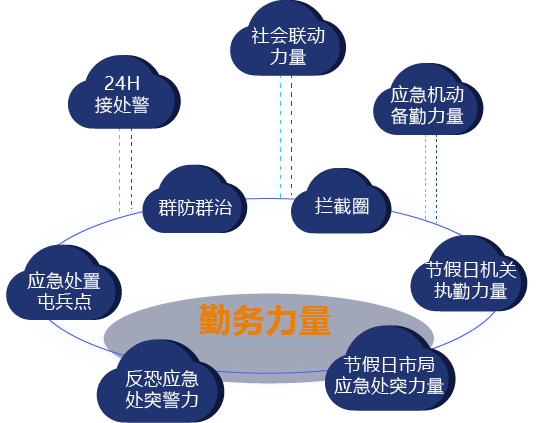 社会联动
力量
24H
接处警
应急机动
备勤力量
群防群治
拦截圈
应急处置
屯兵点
节假日机关
执勤力量
勤务力量
反恐应急
处突警力
节假日市局
应急处突力量